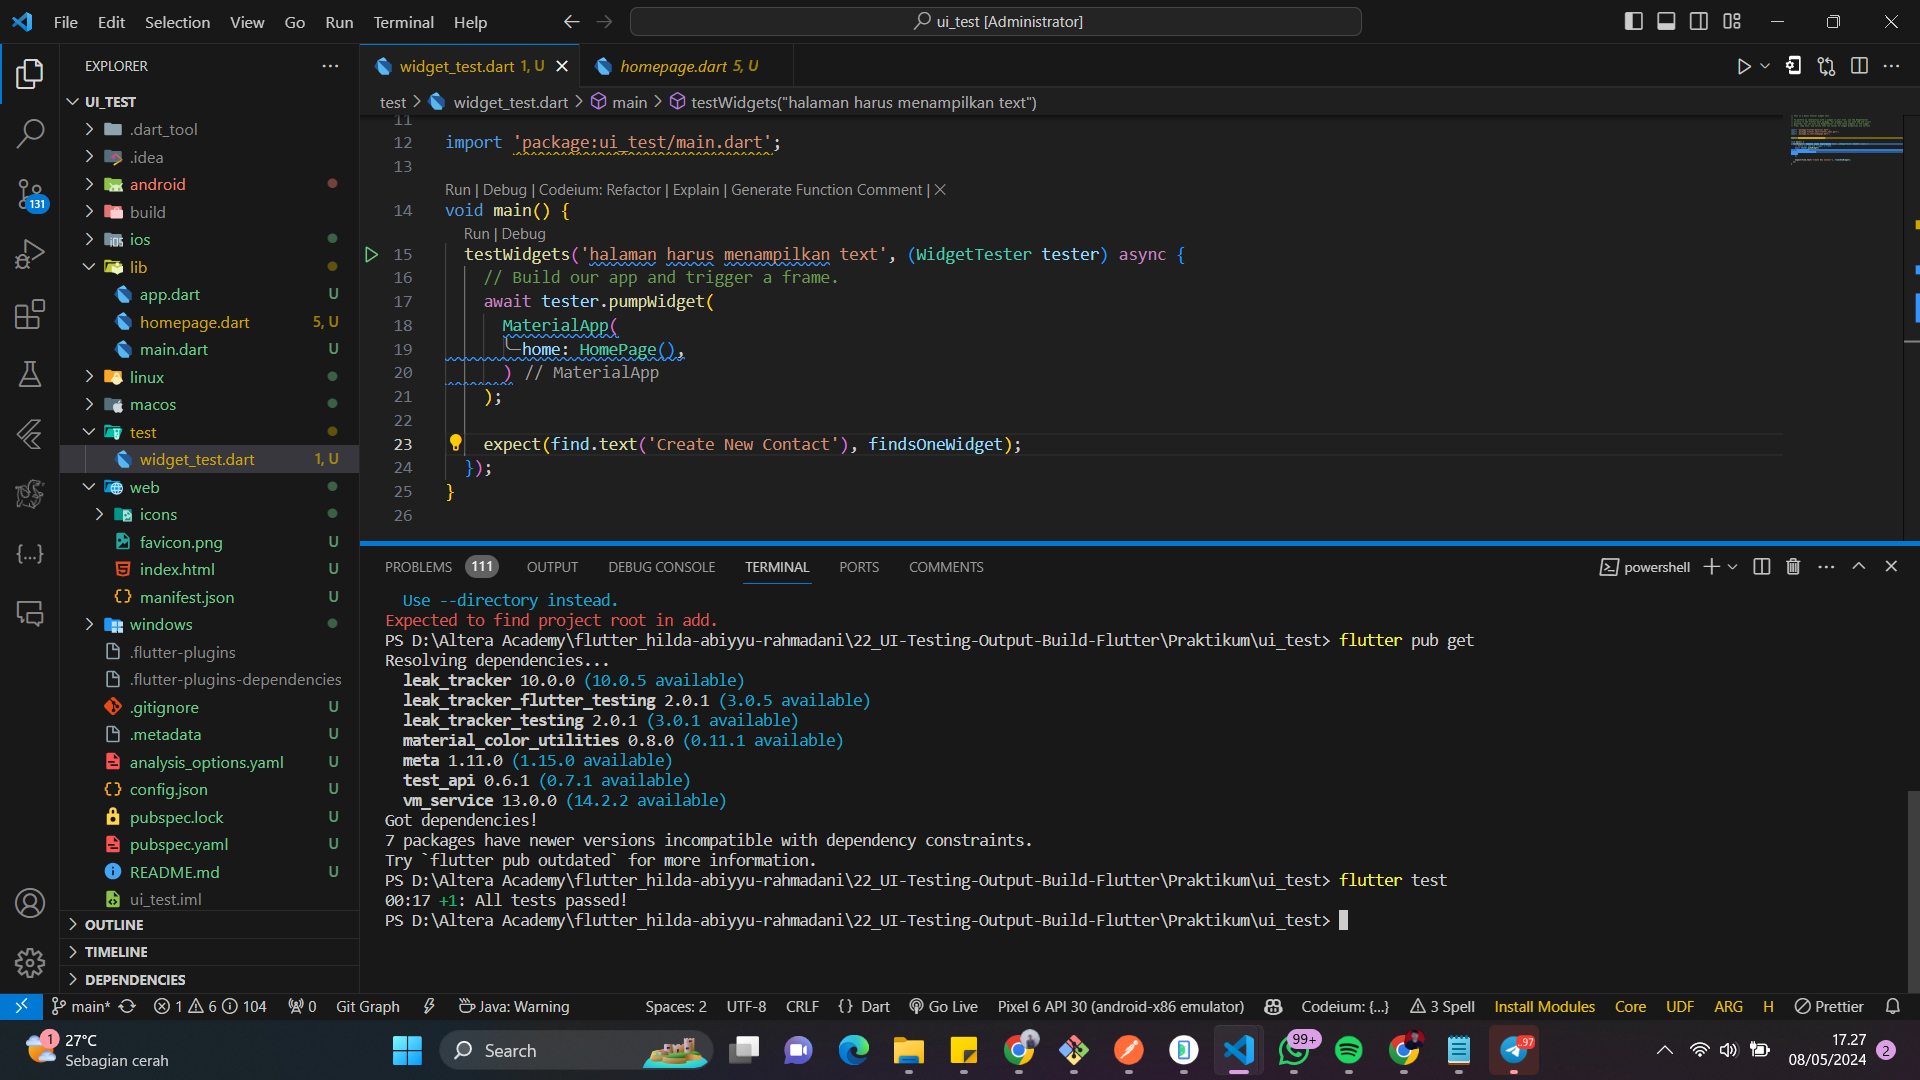 File Edit Selection View Go Run Terminal Help
ui_test [Administrator]
EXPLORER
UI_TEST
.dart_tool
.idea
android
build
ios
lib
app.dart U
homepage.dart 5, U
main.dart U
linux
macos
test
widget_test.dart 1, U
web
icons
favicon.png U
index.html U
manifest.json U
windows
.flutter-plugins
.flutter-plugins-dependencies
.gitignore U
.metadata U
analysis_options.yaml U
config.json U
pubspec.lock U
pubspec.yaml U
README.md U
ui_test.iml
OUTLINE
TIMELINE
DEPENDENCIES
131
widget_test.dart 1, U
homepage.dart 5, U
test > widget_test.dart > main > testWidgets("halaman harus menampilkan text")
11
12 import 'package:ui_test/main.dart';
13
Run | Debug | Codeium: Refactor | Explain | Generate Function Comment | X
14 void main() {
Run | Debug
15 testWidgets('halaman harus menampilkan text', (WidgetTester tester) async {
16 // Build our app and trigger a frame.
17 await tester.pumpWidget(
18 MaterialApp(
19 home: HomePage(),
20 ) // MaterialApp
21 );
22
23 expect(find.text('Create New Contact'), findsOneWidget);
24 });
25 }
26
PROBLEMS 111 OUTPUT DEBUG CONSOLE TERMINAL PORTS COMMENTS
powershell
Use --directory instead.
Expected to find project root in add.
PS D:\Altera Academy\flutter_hilda-abiyyu-rahmadani\22_UI-Testing-Output-Build-Flutter\Praktikum\ui_test> flutter pub get
Resolving dependencies...
leak_tracker 10.0.0 (10.0.5 available)
leak_tracker_flutter_testing 2.0.1 (3.0.5 available)
leak_tracker_testing 2.0.1 (3.0.1 available)
material_color_utilities 0.8.0 (0.11.1 available)
meta 1.11.0 (1.15.0 available)
test_api 0.6.1 (0.7.1 available)
vm_service 13.0.0 (14.2.2 available)
Got dependencies!
7 packages have newer versions incompatible with dependency constraints.
Try `flutter pub outdated` for more information.
PS D:\Altera Academy\flutter_hilda-abiyyu-rahmadani\22_UI-Testing-Output-Build-Flutter\Praktikum\ui_test> flutter test
00:17 +1: All tests passed!
PS D:\Altera Academy\flutter_hilda-abiyyu-rahmadani\22_UI-Testing-Output-Build-Flutter\Praktikum\ui_test>
main* 1 6 104 0 Git Graph Java: Warning Spaces: 2 UTF-8 CRLF {} Dart Go Live Pixel 6 API 30 (android-x86 emulator) Codeium: {...} 3 Spell Install Modules Core UDF ARG H Prettier
1
27°C
Sebagian cerah
Search
99+
97
17.27
08/05/2024
2